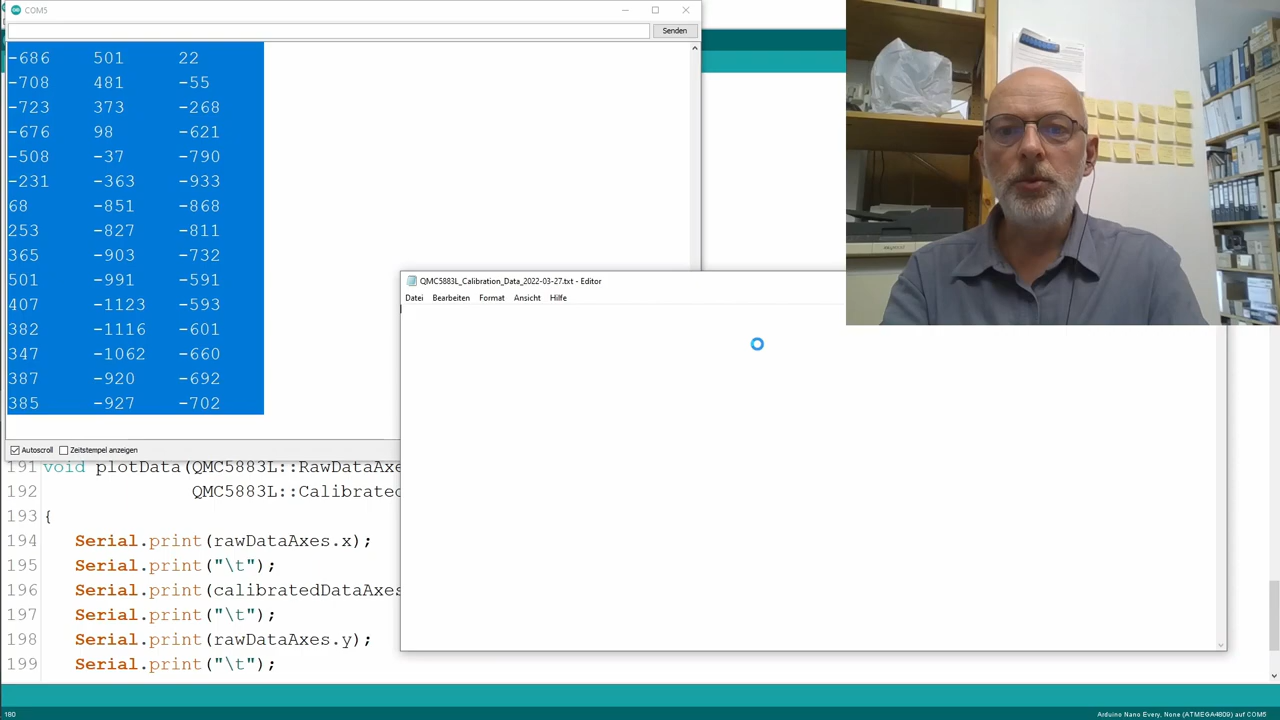 COM5
Senden
-686 501 22
-708 481 -55
-723 373 -268
-676 98 -621
-508 -37 -790
-231 -363 -933
68 -851 -868
253 -827 -811
365 -903 -732
501 -991 -591
407 -1123 -593
382 -1116 -601
347 -1062 -660
387 -920 -692
385 -927 -702
Autoscroll Zeitstempel anzeigen
QMC5883L_Calibration_Data_2022-03-27.txt - Editor
Datei Bearbeiten Format Ansicht Hilfe
191 void plotData(QMC5883L::RawDataAxe
192 QMC5883L::Calibrated
193 {
194 Serial.print(rawDataAxes.x);
195 Serial.print("\t");
196 Serial.print(calibratedDataAxes
197 Serial.print("\t");
198 Serial.print(rawDataAxes.y);
199 Serial.print("\t");
180
Arduino Nano Every, None (ATMEGA4809) auf COM5